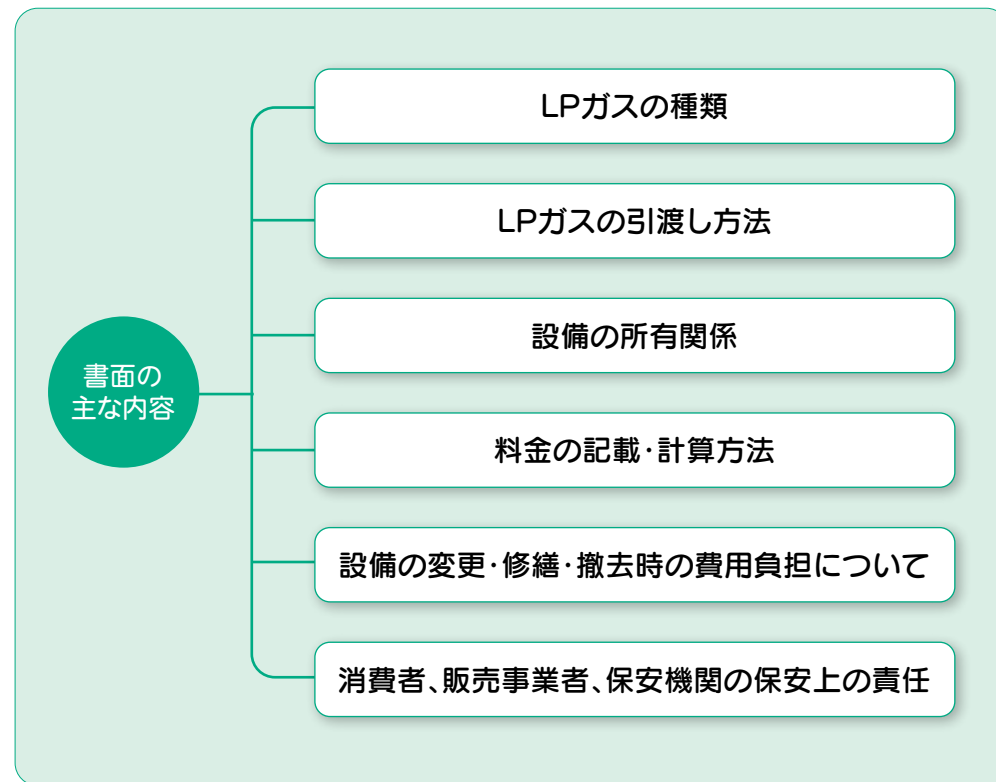 LPガスの種類
LPガスの引渡し方法
設備の所有関係
書面の
主な内容
料金の記載・計算方法
設備の変更・修繕・撤去時の費用負担について
消費者、販売事業者、保安機関の保安上の責任